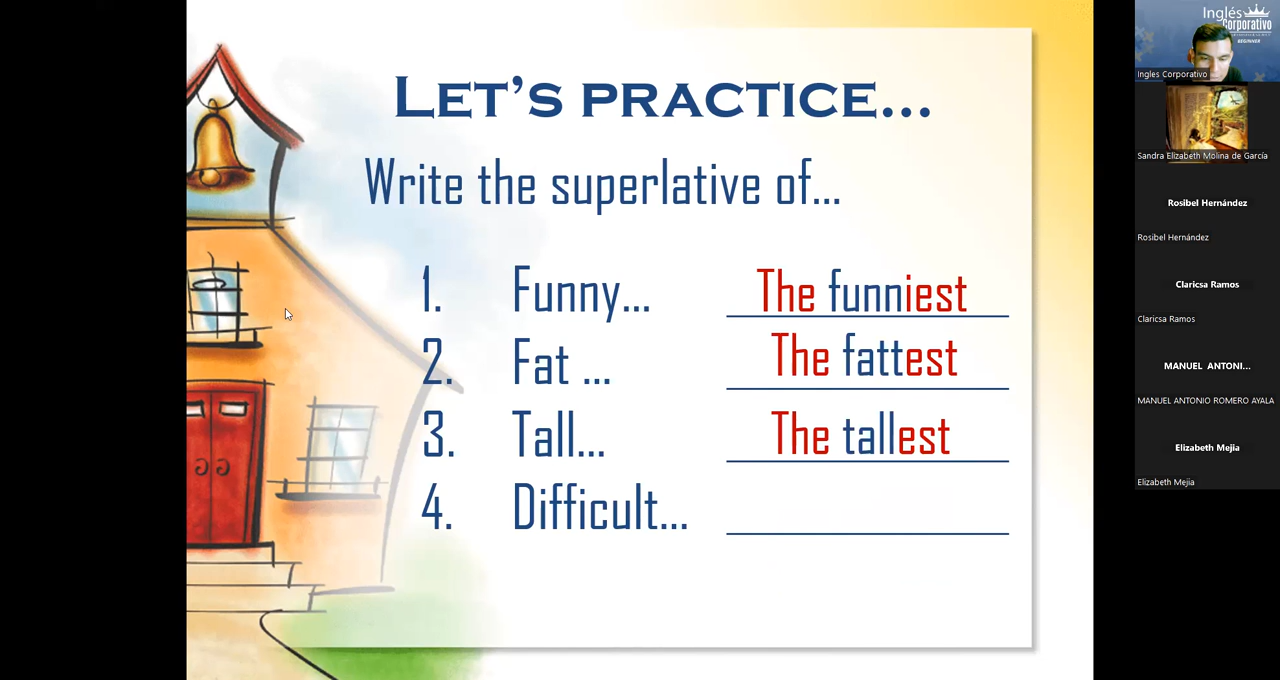 LET'S PRACTICE...
Write the superlative of...
1. Funny... The funniest
2. Fat ... The fattest
3. Tall... The tallest
4. Difficult...
Inglés
Corporativo
BEGINNER
Ingles Corporativo
Sandra Elizabeth Molina de García
Rosibel Hernández
Rosibel Hernández
Claricsa Ramos
Claricsa Ramos
MANUEL ANTONI...
MANUEL ANTONIO ROMERO AYALA
Elizabeth Mejia
Elizabeth Mejia